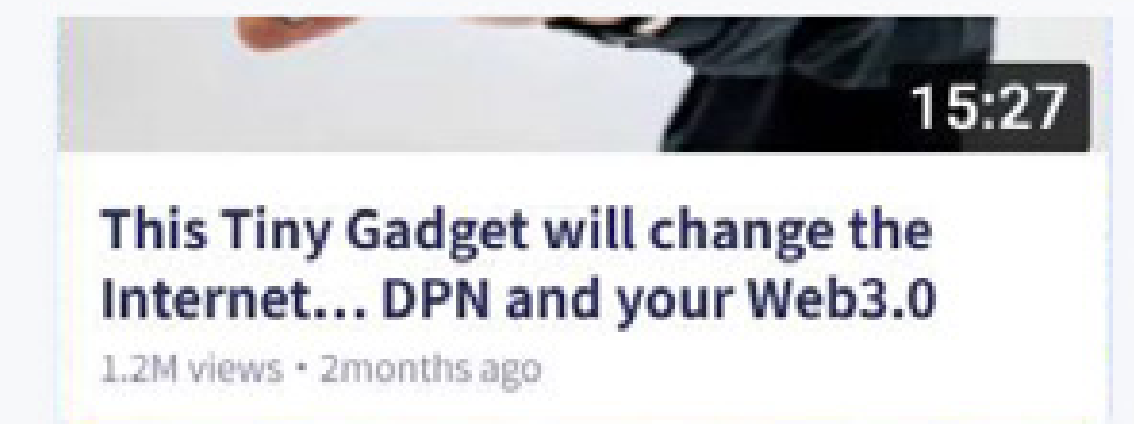 15:27
This Tiny Gadget will change the
Internet... DPN and your Web3.0
1.2M views • 2months ago